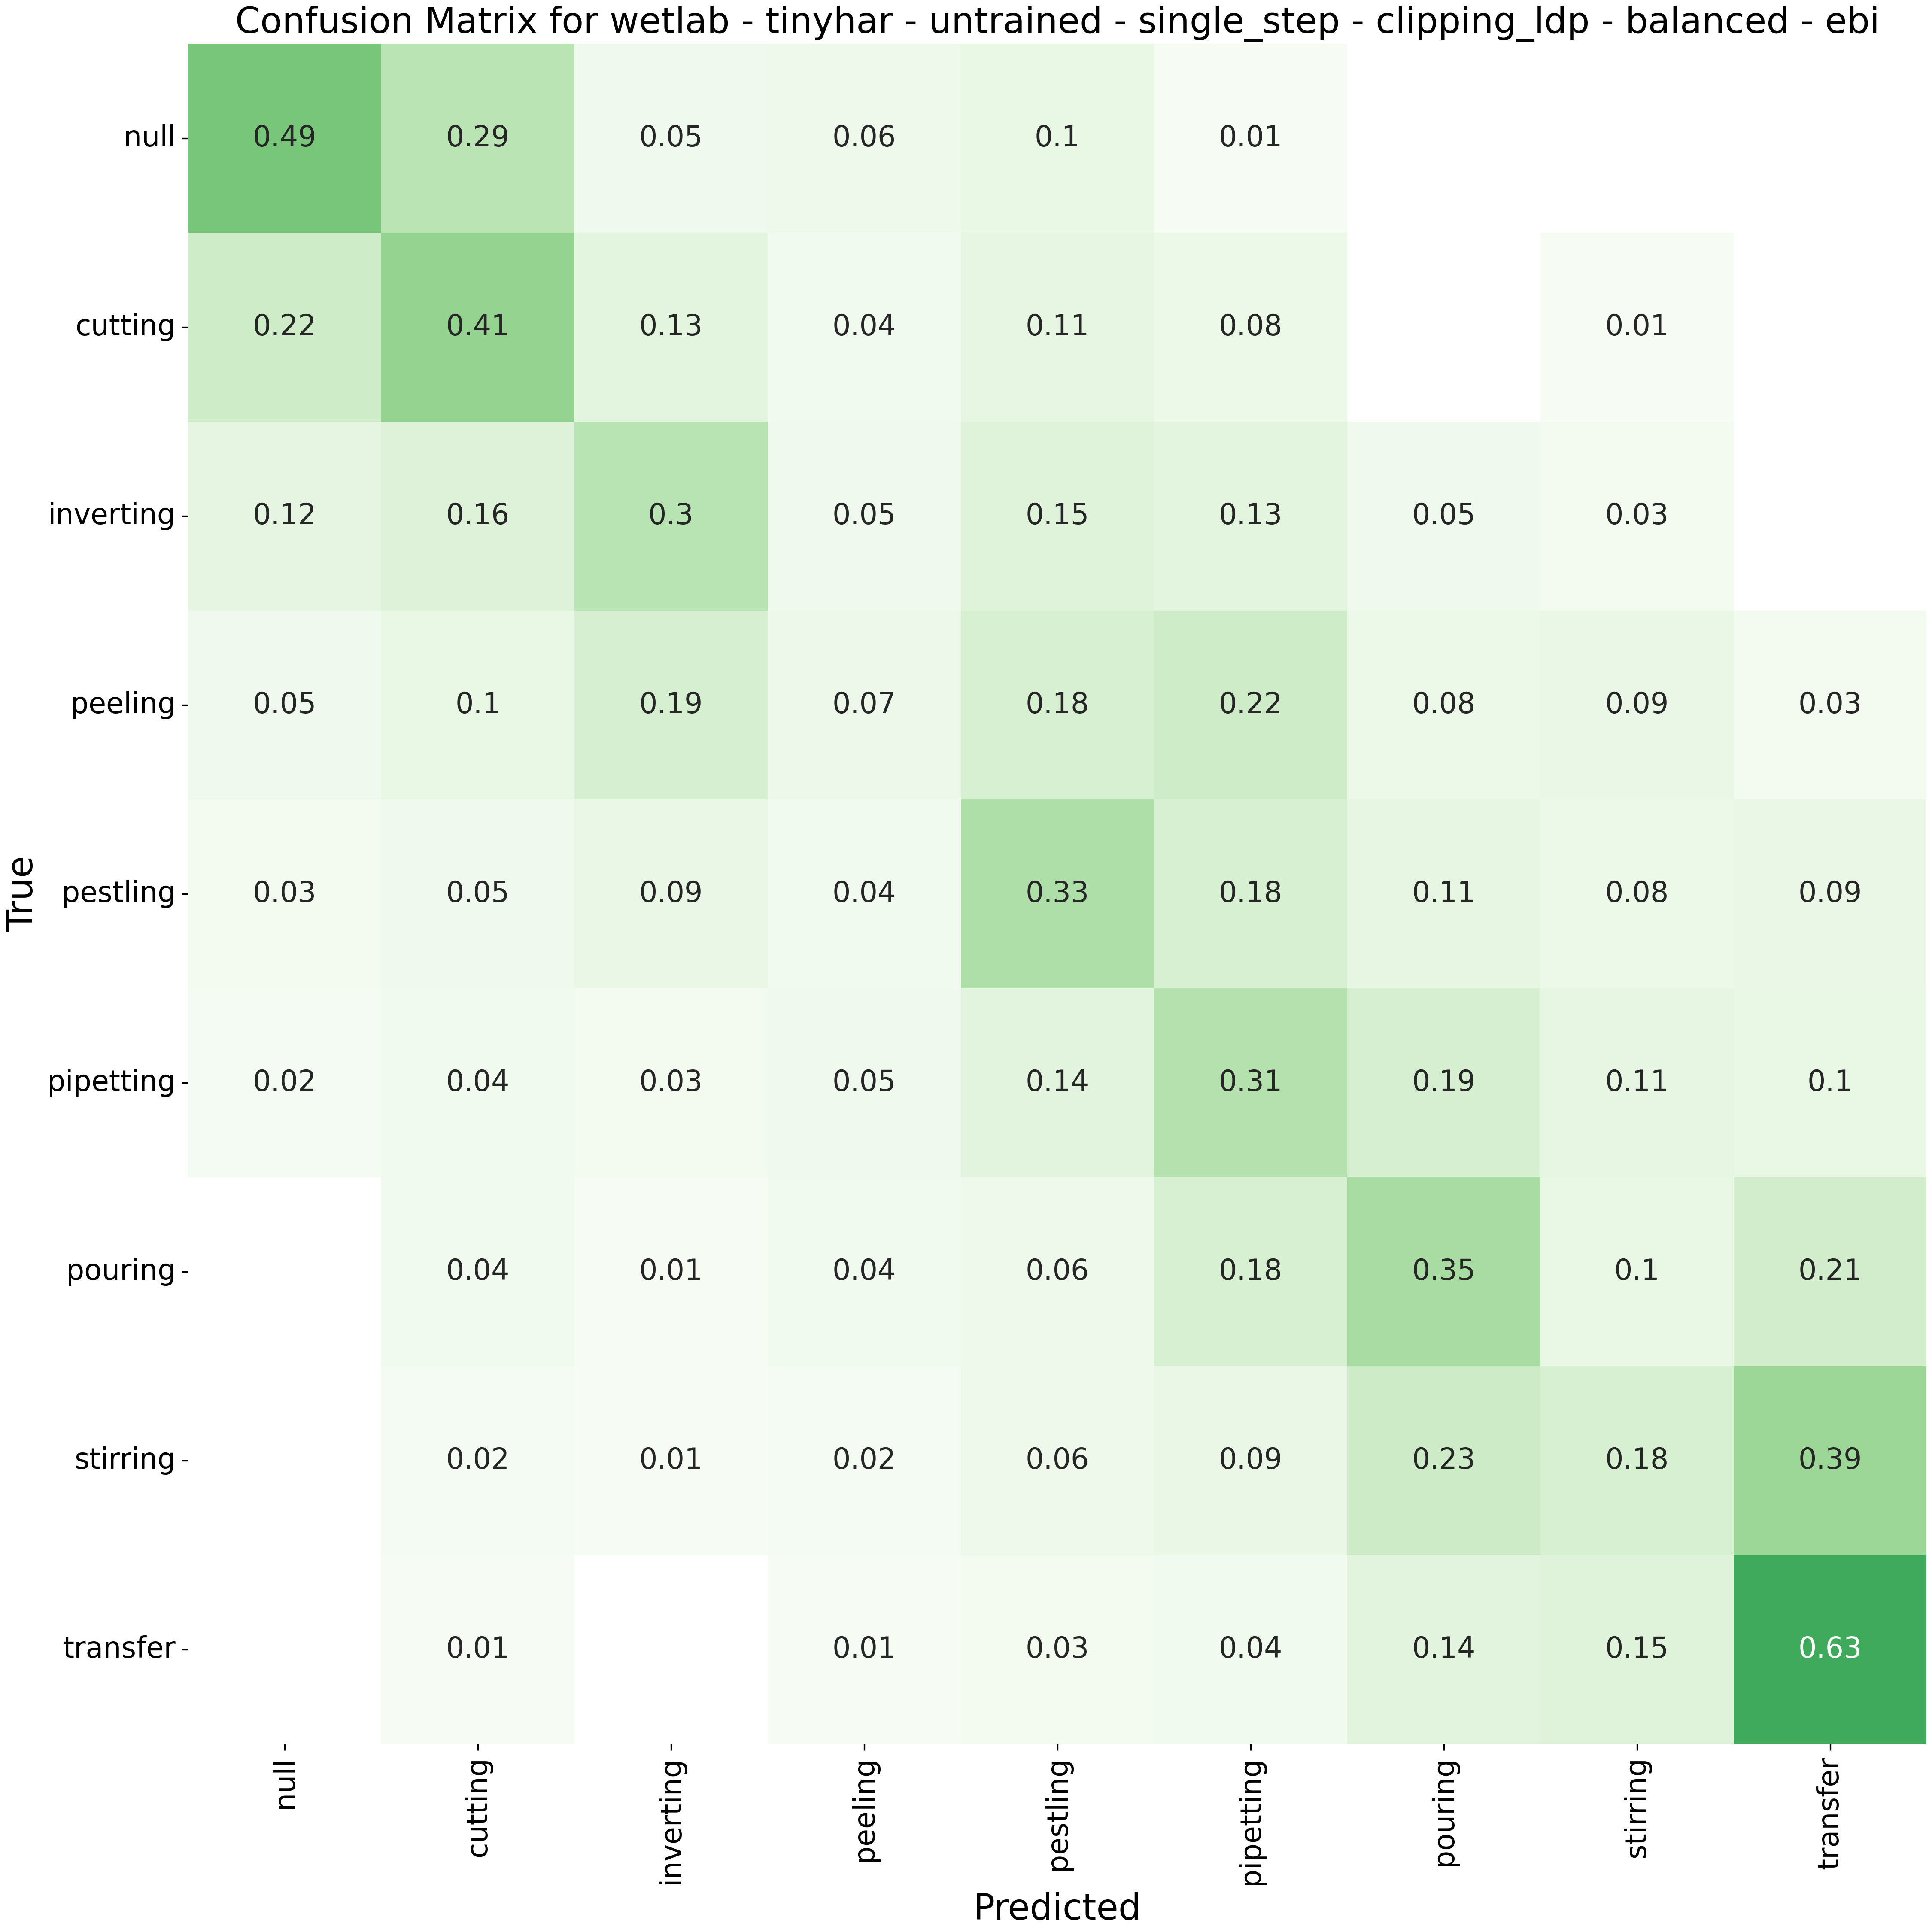 Confusion Matrix for wetlab - tinyhar - untrained - single_step - clipping_ldp - balanced - ebi
True
null 0.49 0.29 0.05 0.06 0.1 0.01
cutting 0.22 0.41 0.13 0.04 0.11 0.08 0.01
inverting 0.12 0.16 0.3 0.05 0.15 0.13 0.05 0.03
peeling 0.05 0.1 0.19 0.07 0.18 0.22 0.08 0.09 0.03
pestling 0.03 0.05 0.09 0.04 0.33 0.18 0.11 0.08 0.09
pipetting 0.02 0.04 0.03 0.05 0.14 0.31 0.19 0.11 0.1
pouring 0.04 0.01 0.04 0.06 0.18 0.35 0.1 0.21
stirring 0.02 0.01 0.02 0.06 0.09 0.23 0.18 0.39
transfer 0.01 0.01 0.03 0.04 0.14 0.15 0.63
null cutting inverting peeling pestling pipetting pouring stirring transfer
Predicted